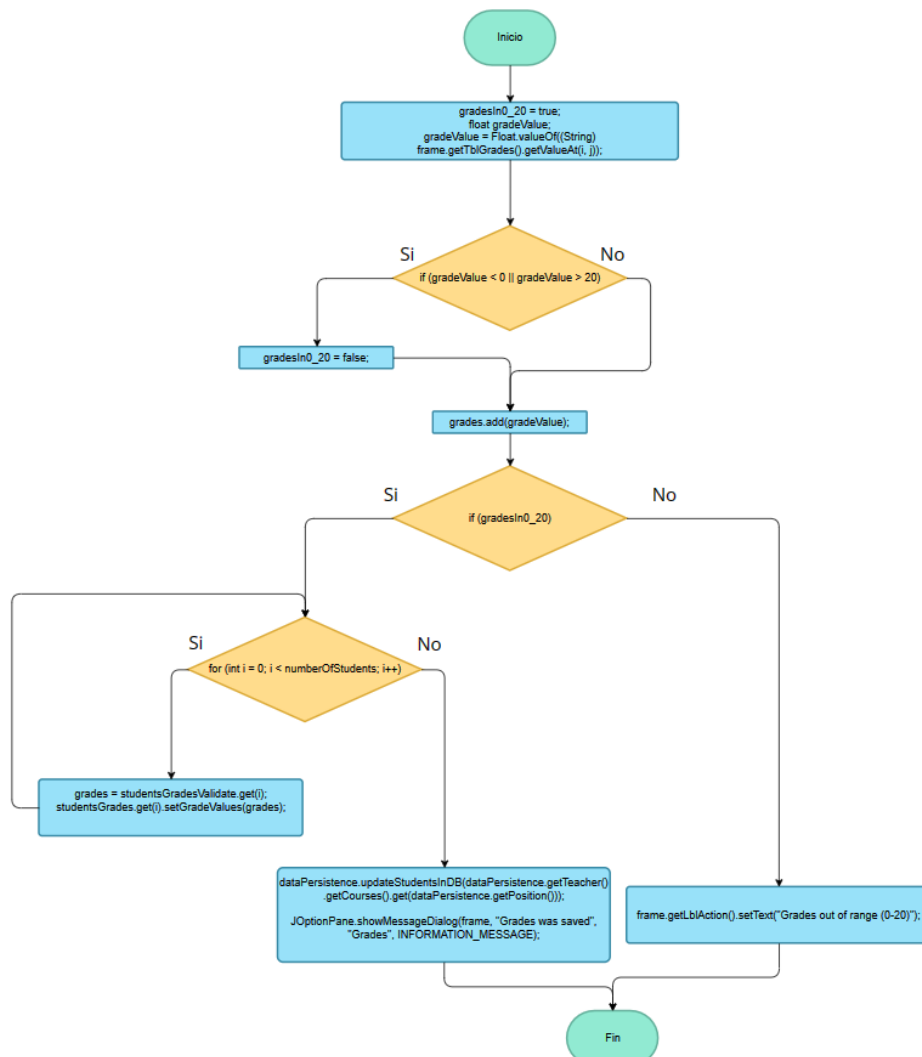 Inicio
gradesIn0_20 = true;
float gradeValue;
gradeValue = Float.valueOf((String)
frame.getTblGrades().getValueAt(i, j));
Si
No
if (gradeValue < 0 || gradeValue > 20)
gradesIn0_20 = false;
grades.add(gradeValue);
Si
No
if (gradesIn0_20)
Si
No
for (int i = 0; i < numberOfStudents; i++)
grades = studentsGradesValidate.get(i);
studentsGrades.get(i).setGradeValues(grades);
dataPersistence.updateStudentsInDB(dataPersistence.getTeacher()
.getCourses().get(dataPersistence.getPosition()));
JOptionPane.showMessageDialog(frame, "Grades was saved",
"Grades", INFORMATION_MESSAGE);
frame.getLblAction().setText("Grades out of range (0-20)");
Fin